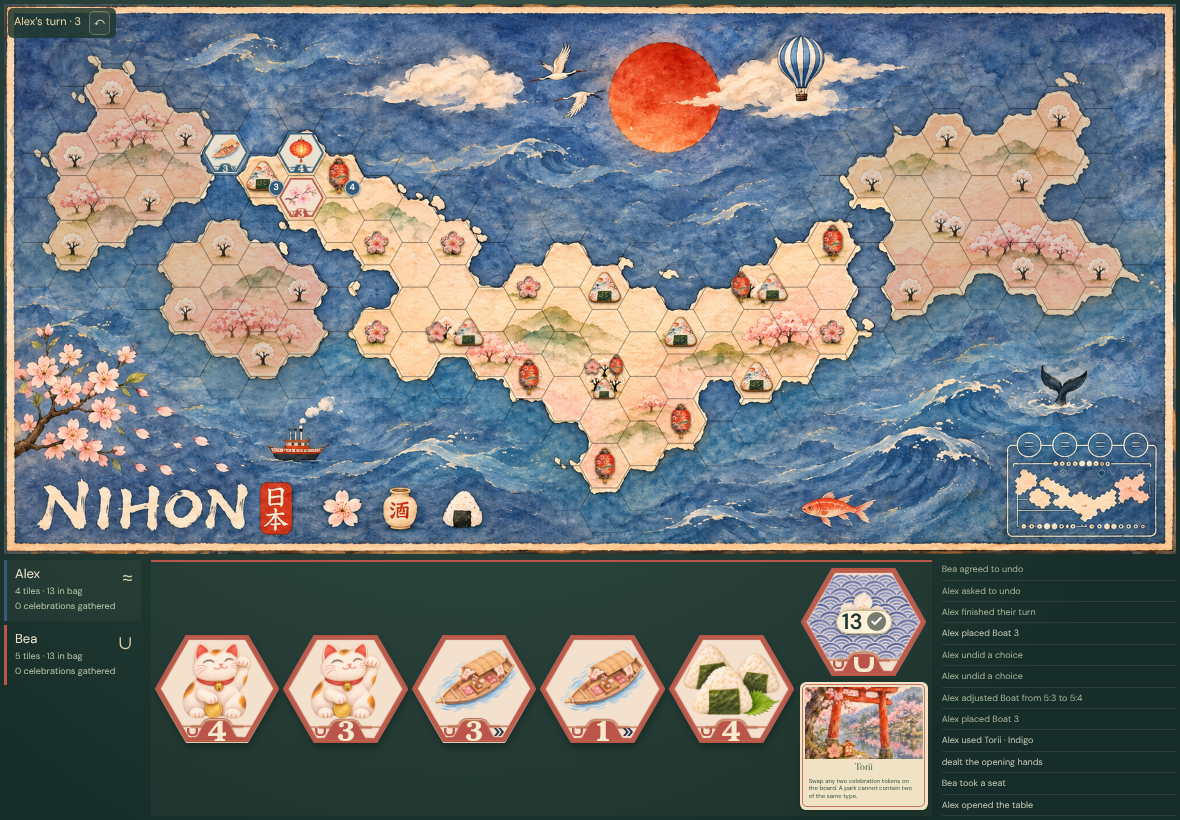 Alex's turn · 3
3
4
3
4
3
NIHON
日本
酒
Alex
4 tiles · 13 in bag
0 celebrations gathered
Bea
5 tiles · 13 in bag
0 celebrations gathered
4
3
3
1
4
13
Torii
Swap any two celebration tokens on
the board. A park cannot contain two
of the same type.
Bea agreed to undo
Alex asked to undo
Alex finished their turn
Alex placed Boat 3
Alex undid a choice
Alex undid a choice
Alex adjusted Boat from 5:3 to 5:4
Alex placed Boat 3
Alex used Torii · Indigo
dealt the opening hands
Bea took a seat
Alex opened the table